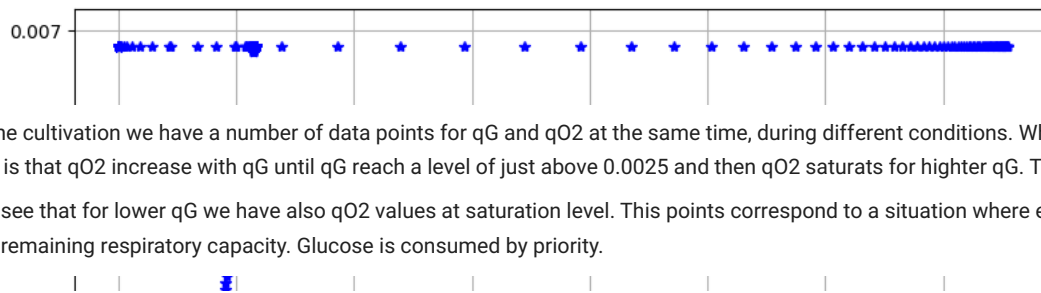 0.007
he cultivation we have a number of data points for qG and qO2 at the same time, during different conditions.
is that qO2 increase with qG until qG reach a level of just above 0.0025 and then qO2 saturats for highter qG.
see that for lower qG we have also qO2 values at saturation level. This points correspond to a situation where
remaining respiratory capacity. Glucose is consumed by priority.